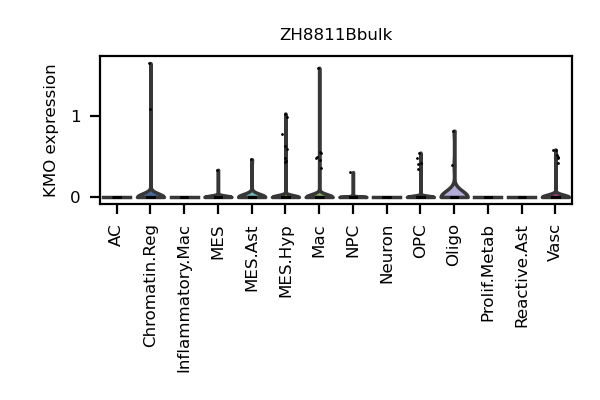 ZH8811Bbulk
KMO expression
1
0
AC
Chromatin.Reg
Inflammatory.Mac
MES
MES.Ast
MES.Hyp
Mac
NPC
Neuron
OPC
Oligo
Prolif.Metab
Reactive.Ast
Vasc